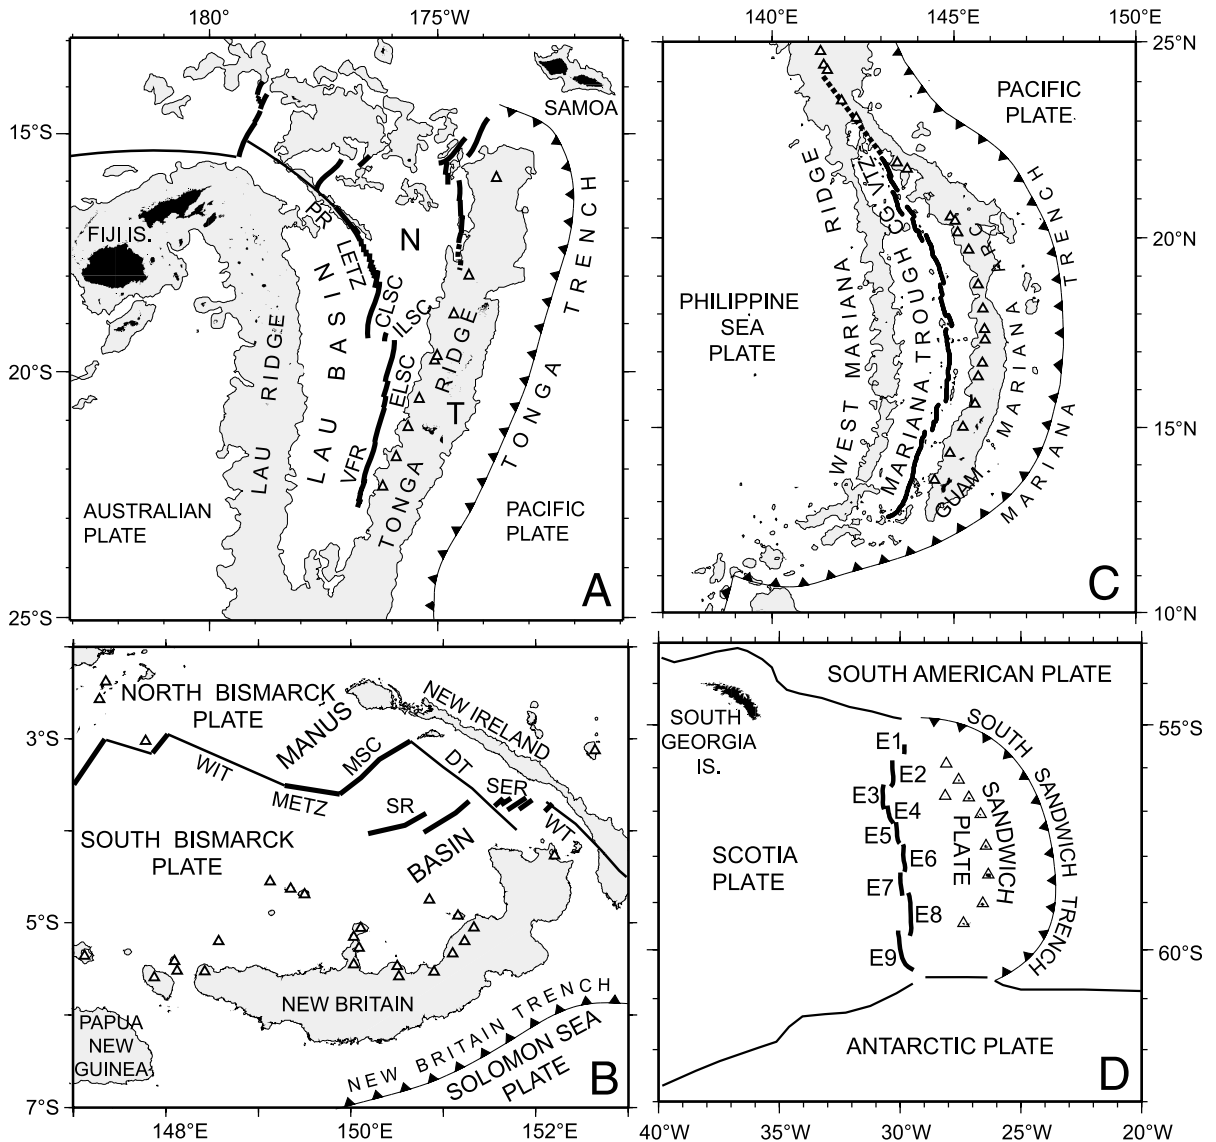 180°
175°W
15°S
20°S
25°S
SAMOA
FIJI IS.
PR
LETZ
N
CLSC
ILSC
ELSC
VFR
LAU BASIN
LAU RIDGE
TONGA RIDGE
T
TONGA TRENCH
AUSTRALIAN
PLATE
PACIFIC
PLATE
A
140°E
145°E
150°E
25°N
20°N
15°N
10°N
PACIFIC
PLATE
PHILIPPINE
SEA
PLATE
WEST MARIANA RIDGE
MARIANA TROUGH
CG
VTZ
MARIANA ARC
GUAM
MARIANA TRENCH
C
3°S
5°S
7°S
148°E
150°E
152°E
NORTH BISMARCK
PLATE
MANUS
BASIN
NEW IRELAND
WIT
METZ
MSC
DT
SR
SER
WT
SOUTH BISMARCK
PLATE
NEW BRITAIN
PAPUA
NEW
GUINEA
NEW BRITAIN TRENCH
SOLOMON SEA
PLATE
B
SOUTH AMERICAN PLATE
SOUTH
GEORGIA
IS.
SCOTIA
PLATE
E1
E2
E3
E4
E5
E6
E7
E8
E9
SANDWICH
PLATE
SOUTH SANDWICH TRENCH
ANTARCTIC PLATE
D
55°S
60°S
40°W
35°W
30°W
25°W
20°W